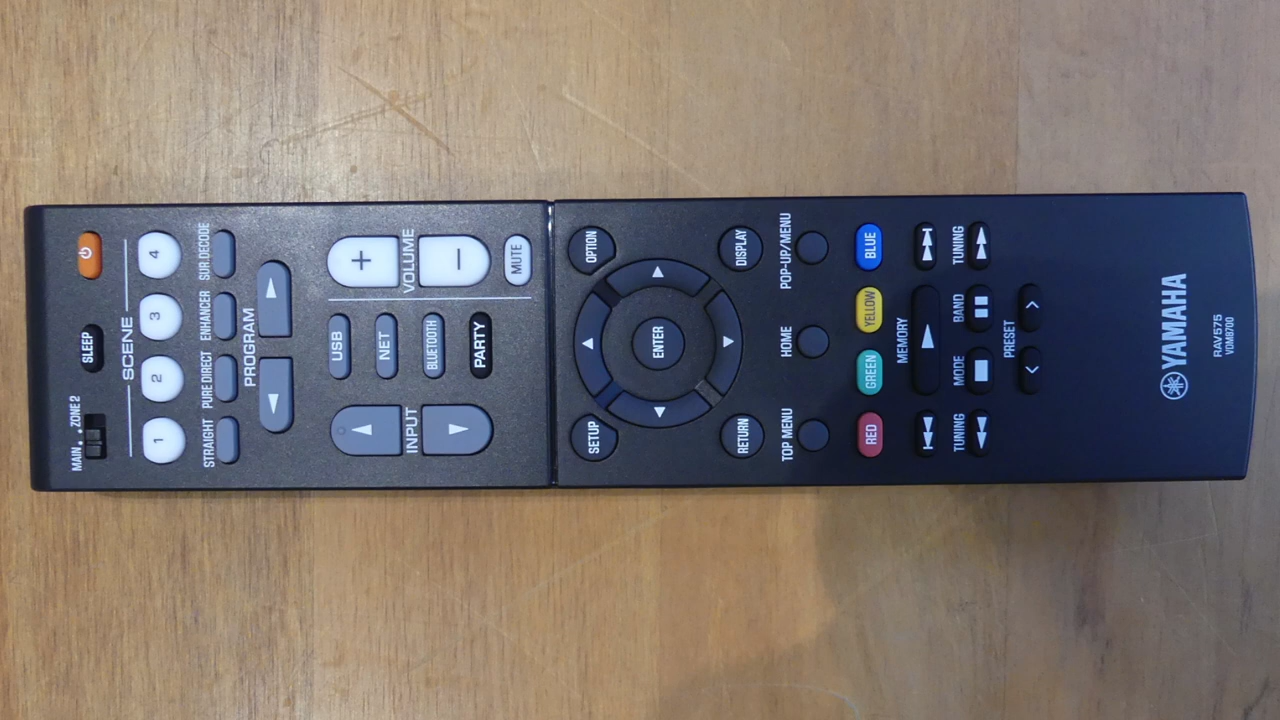 SLEEP
MAIN. .ZONE 2
SCENE
1 2 3 4
STRAIGHT PURE DIRECT ENHANCER SUR.DECODE
PROGRAM
USB
NET
BLUETOOTH
PARTY
INPUT
+
VOLUME
−
MUTE
SETUP OPTION
ENTER
RETURN DISPLAY
TOP MENU HOME POP-UP/MENU
RED GREEN YELLOW BLUE
MEMORY
TUNING MODE BAND TUNING
PRESET
< >
YAMAHA
RAV575
VDM8700